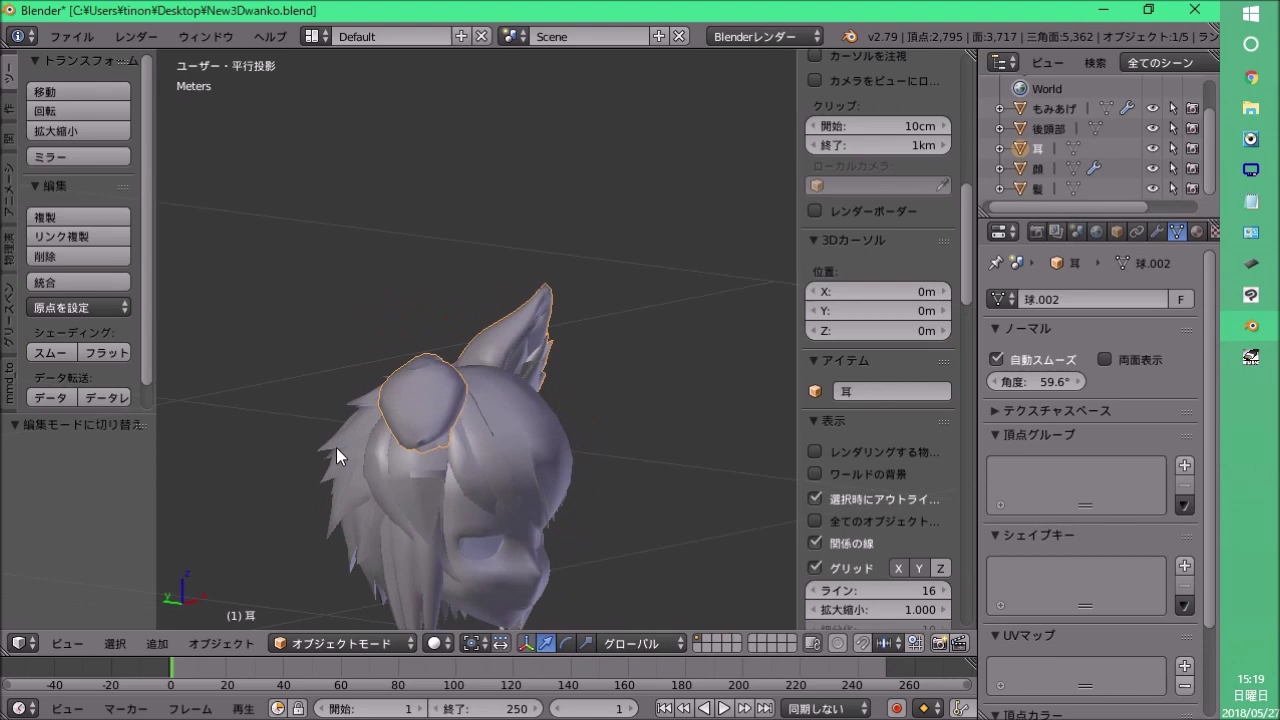 Blender* [C:¥Users¥tinon¥Desktop¥New3Dwanko.blend]
ファイル レンダー ウィンドウ ヘルプ Default Scene Blenderレンダー v2.79 | 頂点:2,795 | 面:3,717 | 三角面:5,362 | オブジェクト:1/5 | ラン
トランスフォーム
移動
回転
拡大縮小
ミラー
編集
複製
リンク複製
削除
統合
原点を設定
シェーディング:
スムー フラット
データ転送:
データ データレ
編集モードに切り替え
アニメーシ
グリースペン
mmd_to
ユーザー・平行投影
Meters
(1) 耳
カーソルを注視
カメラをビューにロ...
クリップ:
開始: 10cm
終了: 1km
ローカルカメラ:
レンダーボーダー
3Dカーソル
位置:
X: 0m
Y: 0m
Z: 0m
アイテム
耳
表示
レンダリングする物...
ワールドの背景
選択時にアウトライ...
全てのオブジェクト...
関係の線
グリッド X Y Z
ライン: 16
拡大縮小: 1.000
ビュー 検索 全てのシーン
World
もみあげ
後頭部
耳
顔
髪
耳 球.002
球.002 F
ノーマル
自動スムーズ 両面表示
角度: 59.6°
テクスチャスペース
頂点グループ
シェイプキー
UVマップ
頂点カラー
ビュー 選択 追加 オブジェクト オブジェクトモード グローバル
-40 -20 0 20 40 60 80 100 120 140 160 180 200 220 240 260
ビュー マーカー フレーム 再生 開始: 1 終了: 250 1 同期しない
15:19
日曜日
2018/05/27